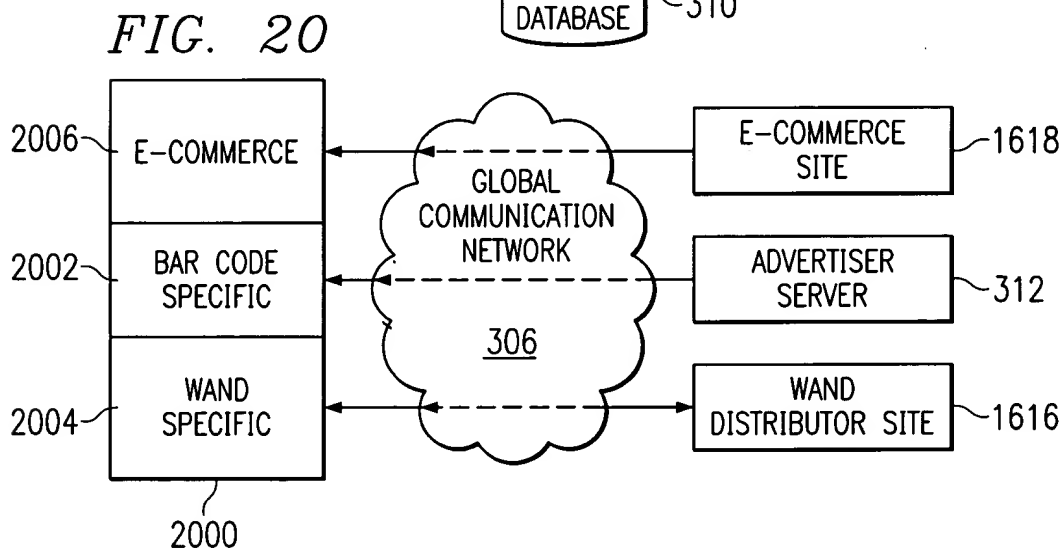 DATABASE
310
FIG. 20
2006
E-COMMERCE
E-COMMERCE
SITE
1618
GLOBAL
COMMUNICATION
NETWORK
2002
BAR CODE
SPECIFIC
ADVERTISER
SERVER
312
306
2004
WAND
SPECIFIC
WAND
DISTRIBUTOR SITE
1616
2000